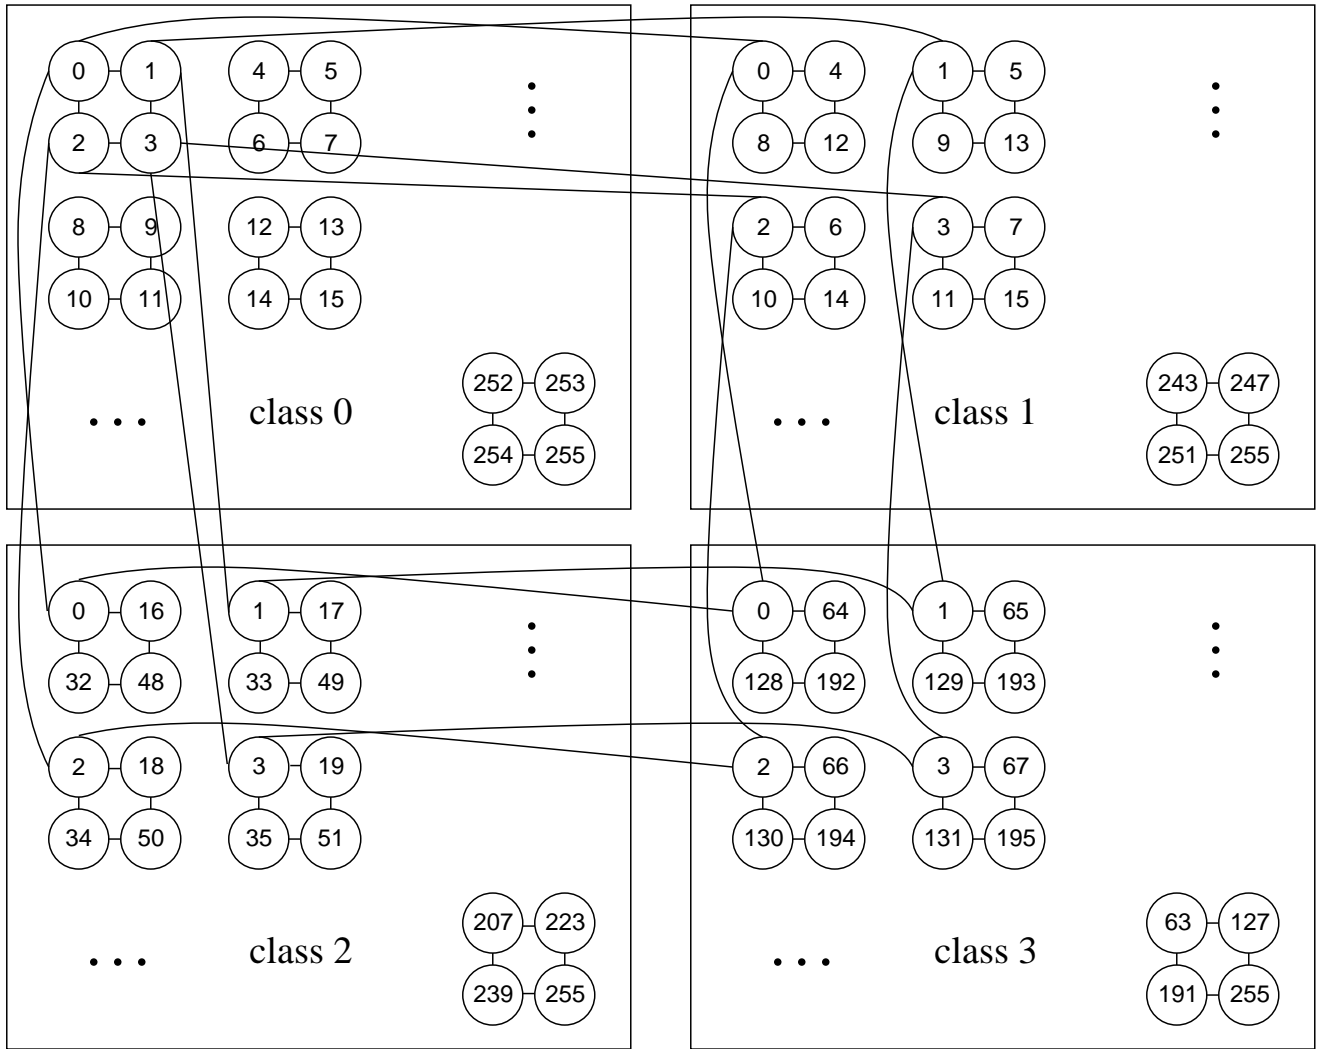 0 1 4 5
2 3 6 7
8 9 12 13
10 11 14 15
252 253
... class 0
254 255
0 4 1 5
8 12 9 13
2 6 3 7
10 14 11 15
243 247
... class 1
251 255
0 16 1 17
32 48 33 49
2 18 3 19
34 50 35 51
207 223
... class 2
239 255
0 64 1 65
128 192 129 193
2 66 3 67
130 194 131 195
63 127
... class 3
191 255